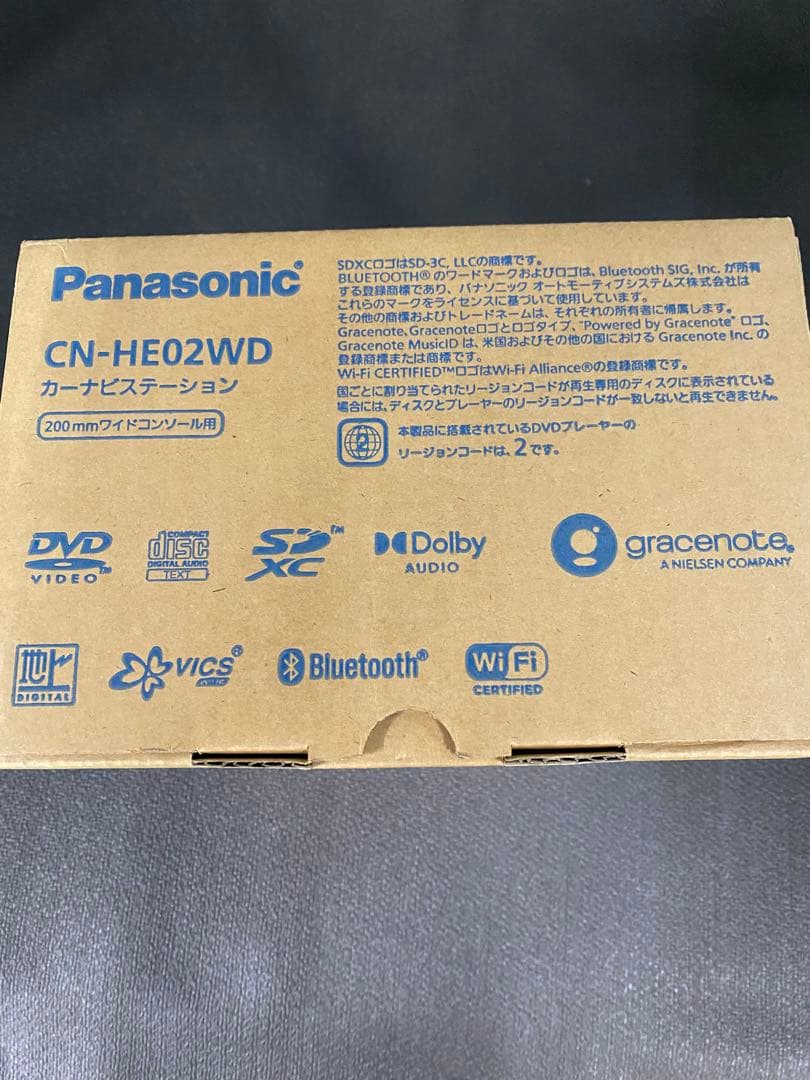 Panasonic®
CN-HE02WD
カーナビステーション
200mmワイドコンソール用
SDXCロゴはSD-3C, LLCの商標です。
BLUETOOTH® のワードマークおよびロゴは、Bluetooth SIG, Inc. が所有
する登録商標であり、パナソニック オートモーティブシステムズ株式会社は
これらのマークをライセンスに基づいて使用しています。
その他の商標およびトレードネームは、それぞれの所有者に帰属します。
Gracenote、Gracenoteロゴとロゴタイプ、"Powered by Gracenote" ロゴ、
Gracenote MusicID は、米国およびその他の国における Gracenote Inc. の
登録商標または商標です。
Wi-Fi CERTIFIED™ロゴはWi-Fi Alliance®の登録商標です。
国ごとに割り当てられたリージョンコードが再生専用のディスクに表示されている
場合には、ディスクとプレーヤーのリージョンコードが一致しないと再生できません。
2
本製品に搭載されているDVDプレーヤーの
リージョンコードは、2です。
DVD
VIDEO™
COMPACT
disc
DIGITAL AUDIO
TEXT
SD™
XC
Dolby
AUDIO
gracenote®
A NIELSEN COMPANY
地上
DIGITAL
VICS®
Bluetooth®
Wi Fi
CERTIFIED